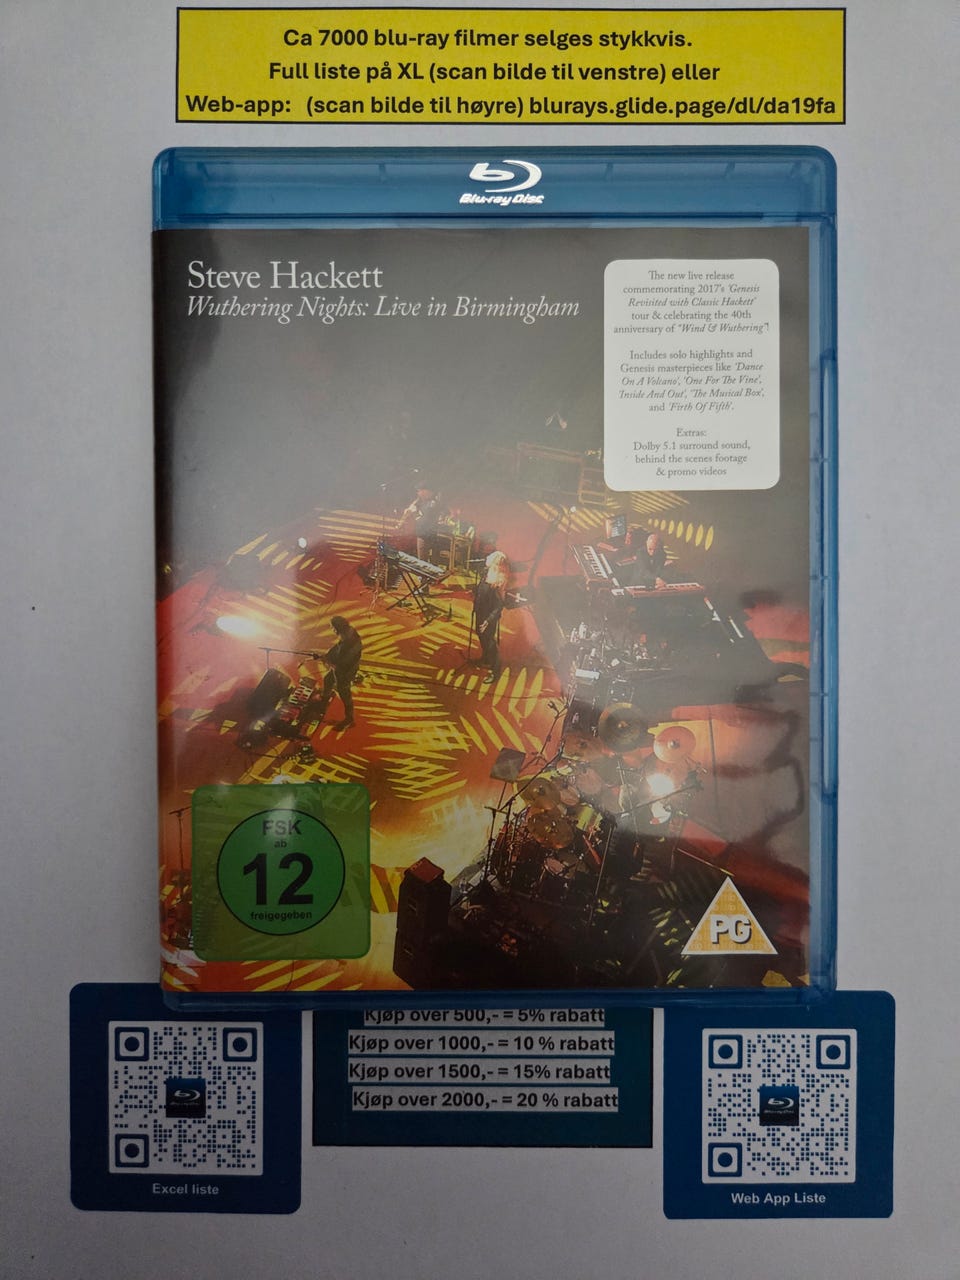 Ca 7000 blu-ray filmer selges stykkvis.
Full liste på XL (scan bilde til venstre) eller
Web-app: (scan bilde til høyre) blurays.glide.page/dl/da19fa
Blu-ray Disc
Steve Hackett
Wuthering Nights: Live in Birmingham
The new live release
commemorating 2017's 'Genesis
Revisited with Classic Hackett'
tour & celebrating the 40th
anniversary of "Wind & Wuthering"!
Includes solo highlights and
Genesis masterpieces like 'Dance
On A Volcano', 'One For The Vine',
'Inside And Out', 'The Musical Box',
and 'Firth Of Fifth'.
Extras:
Dolby 5.1 surround sound,
behind the scenes footage
& promo videos
FSK
ab
12
freigegeben
PG
Kjøp over 500,- = 5% rabatt
Kjøp over 1000,- = 10 % rabatt
Kjøp over 1500,- = 15% rabatt
Kjøp over 2000,- = 20 % rabatt
Blu-ray Disc
Excel liste
Blu-ray Disc
Web App Liste